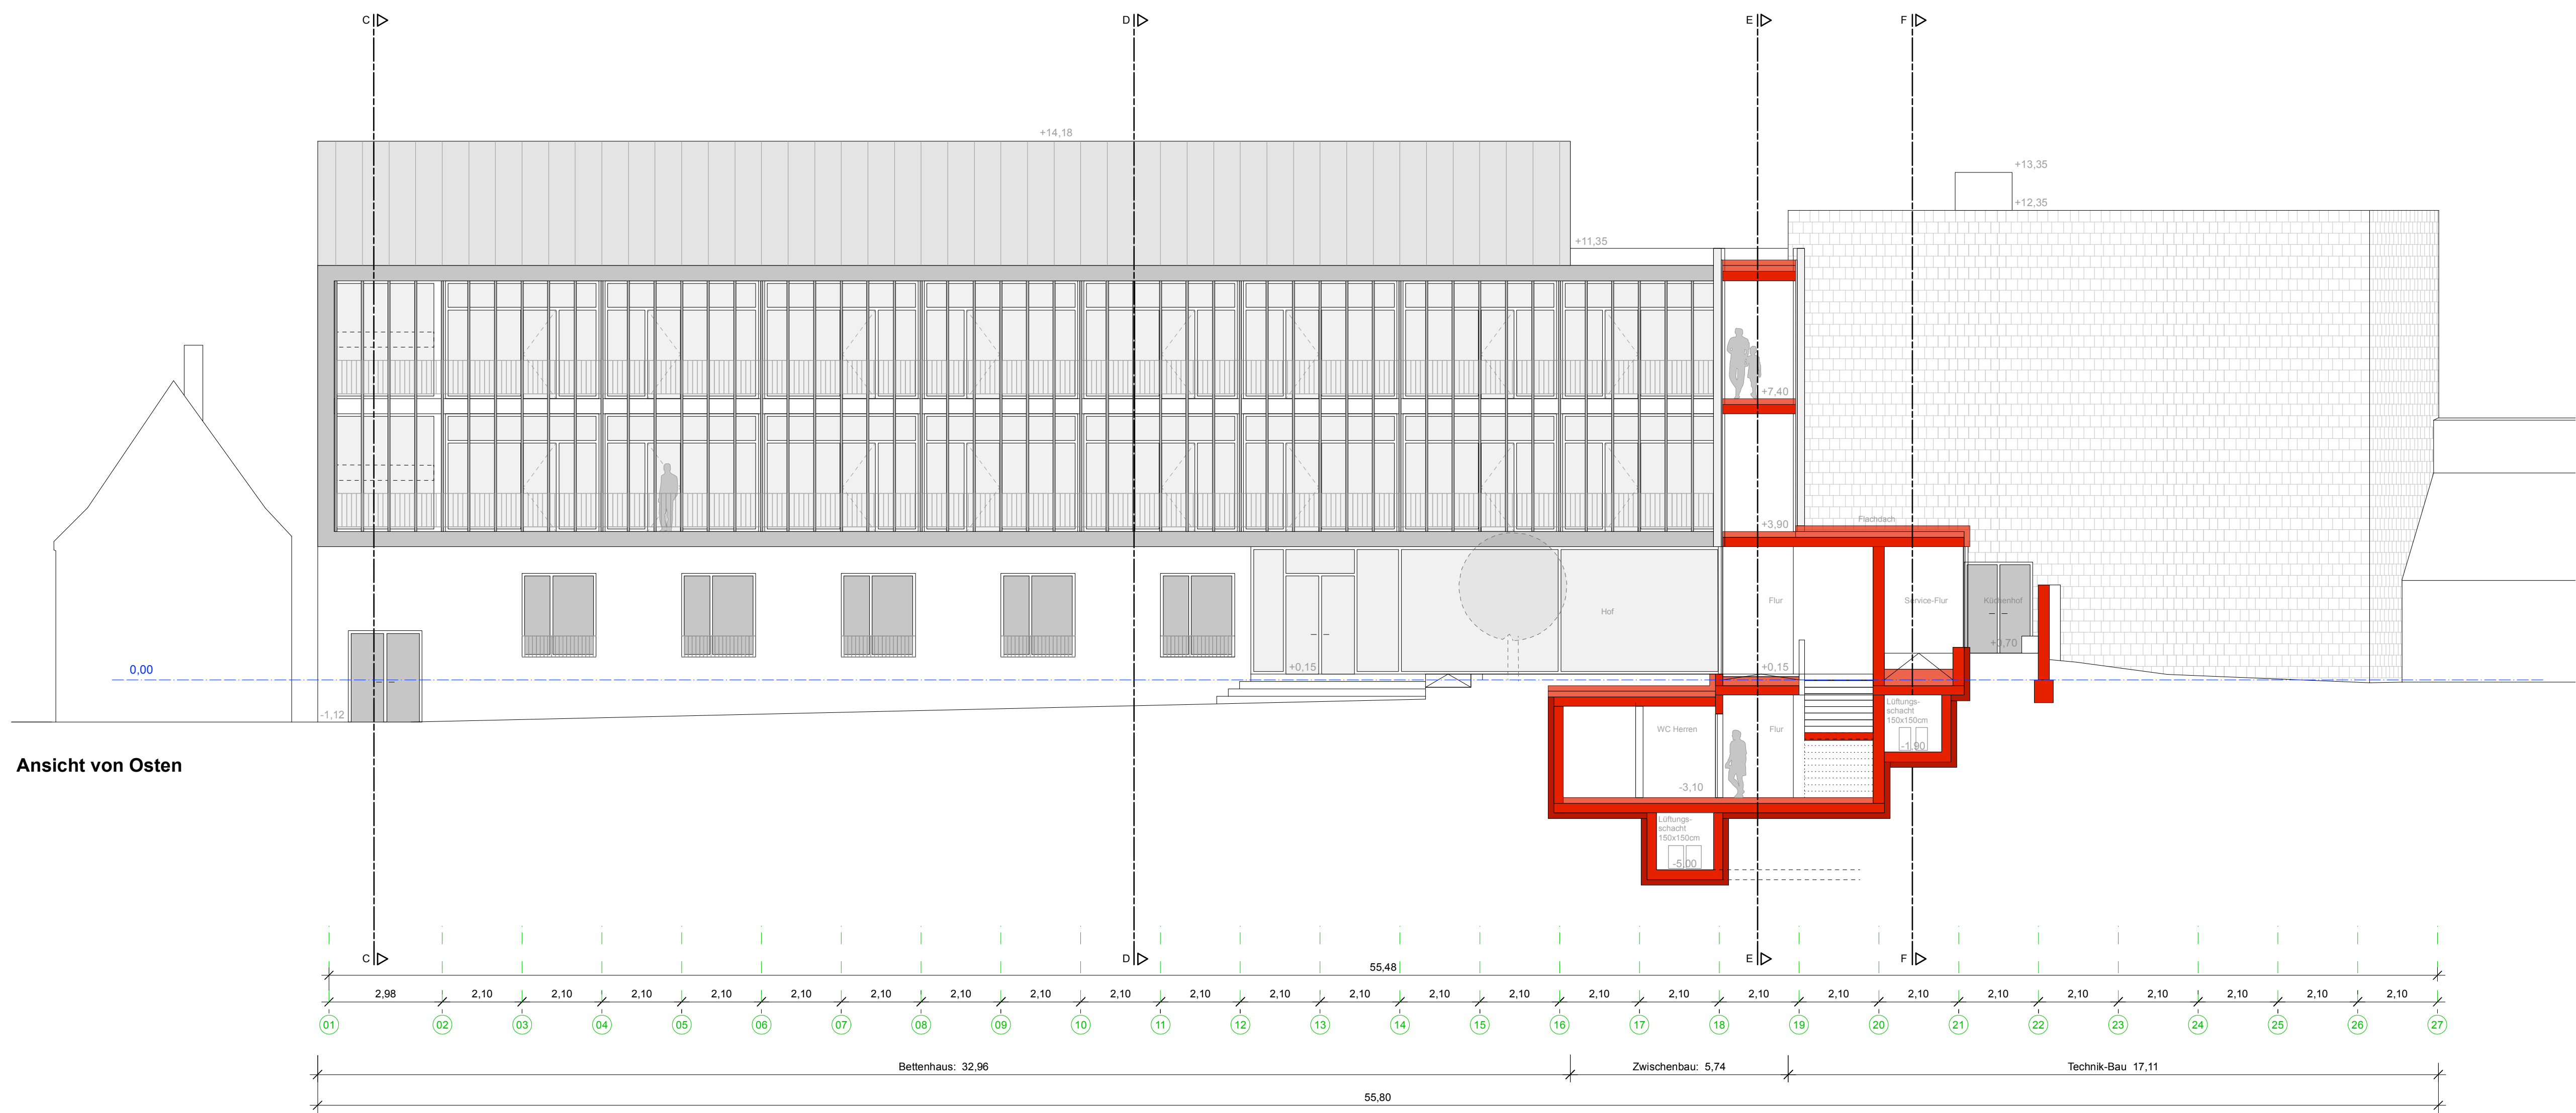 C D E F
+14,18
+13,35
+12,35
+11,35
+7,40
+3,90
Flachdach
Flur
Service-Flur
Küchenhof
Hof
+0,70
+0,15
+0,15
0,00
-1,12
Lüftungs-
schacht
150x150cm
-1,90
WC Herren
Flur
Ansicht von Osten
-3,10
Lüftungs-
schacht
150x150cm
-5,00
C D E F
55,48
2,98 2,10 2,10 2,10 2,10 2,10 2,10 2,10 2,10 2,10 2,10 2,10 2,10 2,10 2,10 2,10 2,10 2,10 2,10 2,10 2,10 2,10 2,10 2,10 2,10 2,10
01 02 03 04 05 06 07 08 09 10 11 12 13 14 15 16 17 18 19 20 21 22 23 24 25 26 27
Bettenhaus: 32,96 Zwischenbau: 5,74 Technik-Bau 17,11
55,80